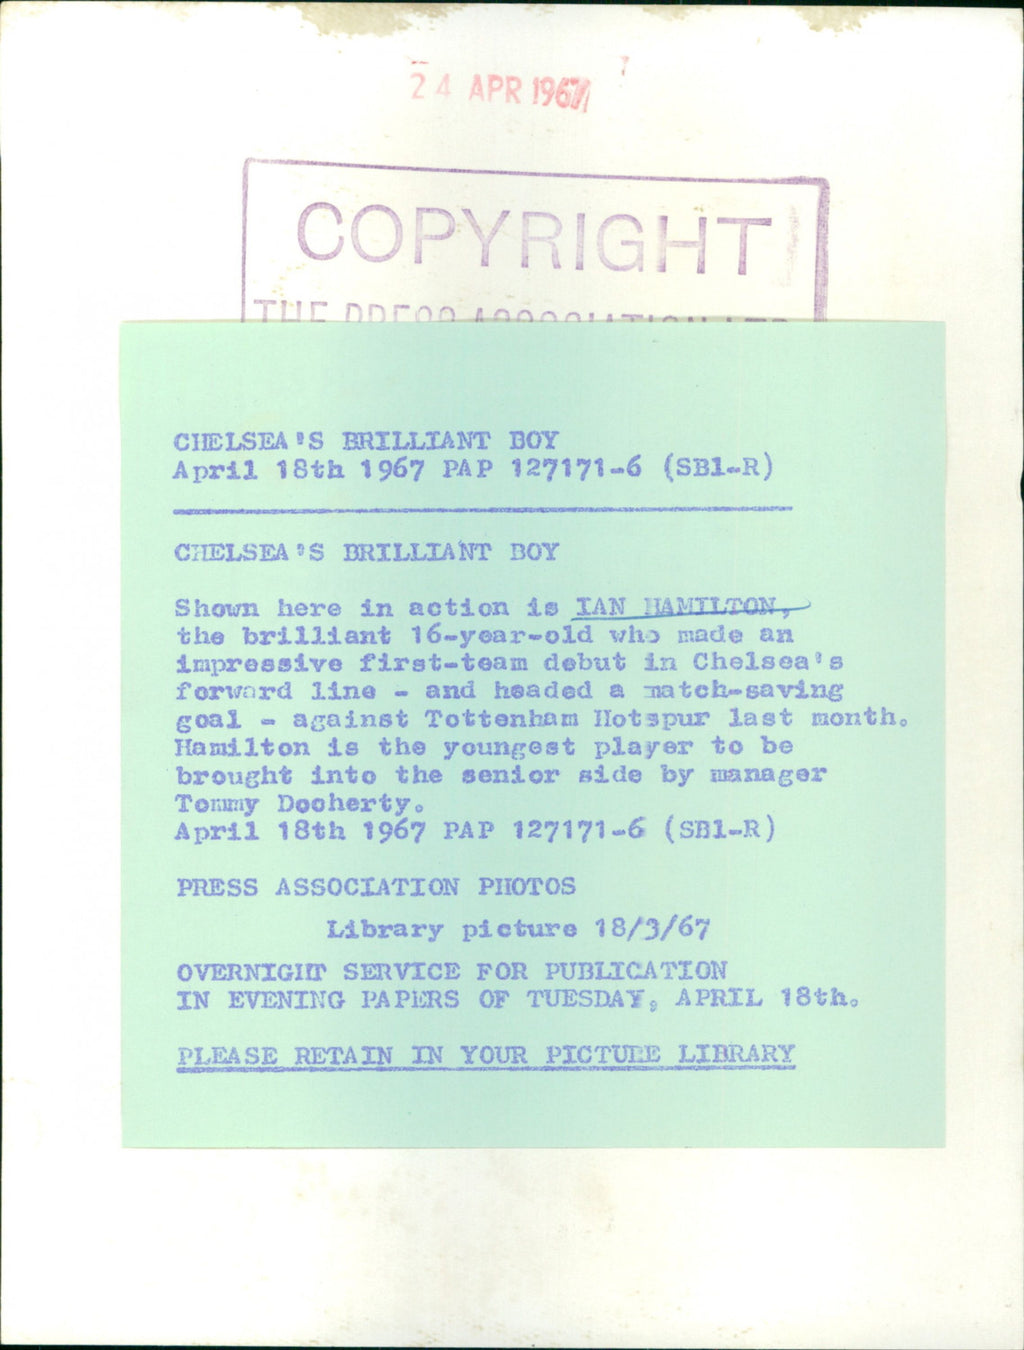 24 APR 1967
COPYRIGHT
THE PRESS ASSOCIATION LTD
CHELSEA'S BRILLIANT BOY
April 18th 1967 PAP 127171-6 (SB1-R)
CHELSEA'S BRILLIANT BOY
Shown here in action is IAN HAMILTON,
the brilliant 16-year-old who made an
impressive first-team debut in Chelsea's
forward line - and headed a match-saving
goal - against Tottenham Hotspur last month.
Hamilton is the youngest player to be
brought into the senior side by manager
Tommy Docherty.
April 18th 1967 PAP 127171-6 (SB1-R)
PRESS ASSOCIATION PHOTOS
Library picture 18/3/67
OVERNIGHT SERVICE FOR PUBLICATION
IN EVENING PAPERS OF TUESDAY, APRIL 18th.
PLEASE RETAIN IN YOUR PICTURE LIBRARY